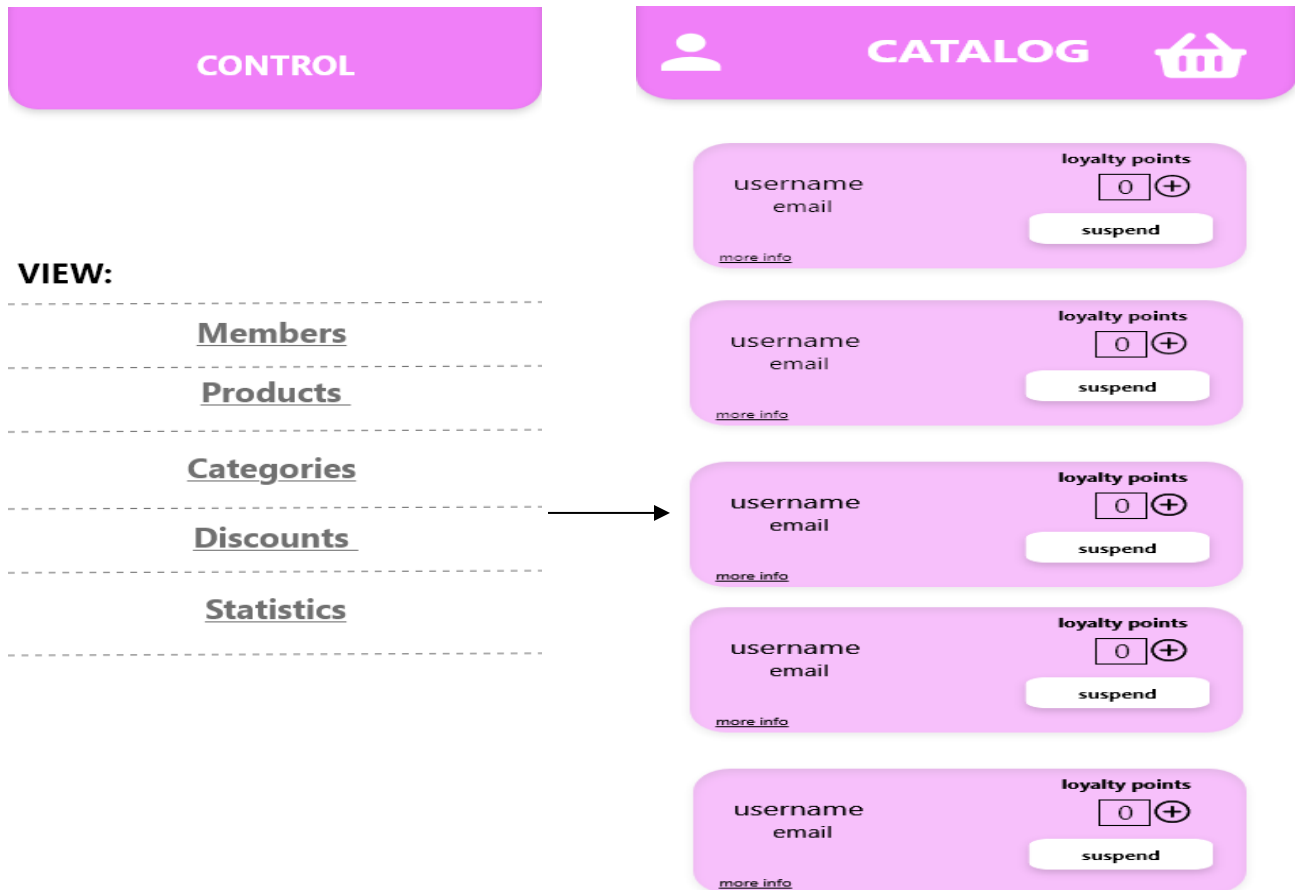 CONTROL
VIEW:
Members
Products
Categories
Discounts
Statistics
CATALOG
loyalty points
username
0
email
suspend
more info
loyalty points
username
0
email
suspend
more info
loyalty points
username
0
email
suspend
more info
loyalty points
username
0
email
suspend
more info
loyalty points
username
0
email
suspend
more info